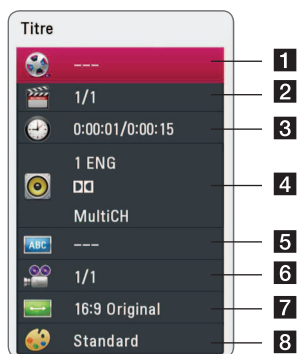 Titre
--- 1
1/1 2
0:00:01/0:00:15 3
1 ENG
MultiCH 4
ABC --- 5
1/1 6
16:9 Original 7
Standard 8